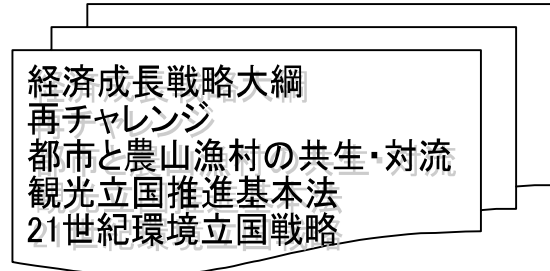 経済成長戦略大綱
再チャレンジ
都市と農山漁村の共生・対流
観光立国推進基本法
21世紀環境立国戦略